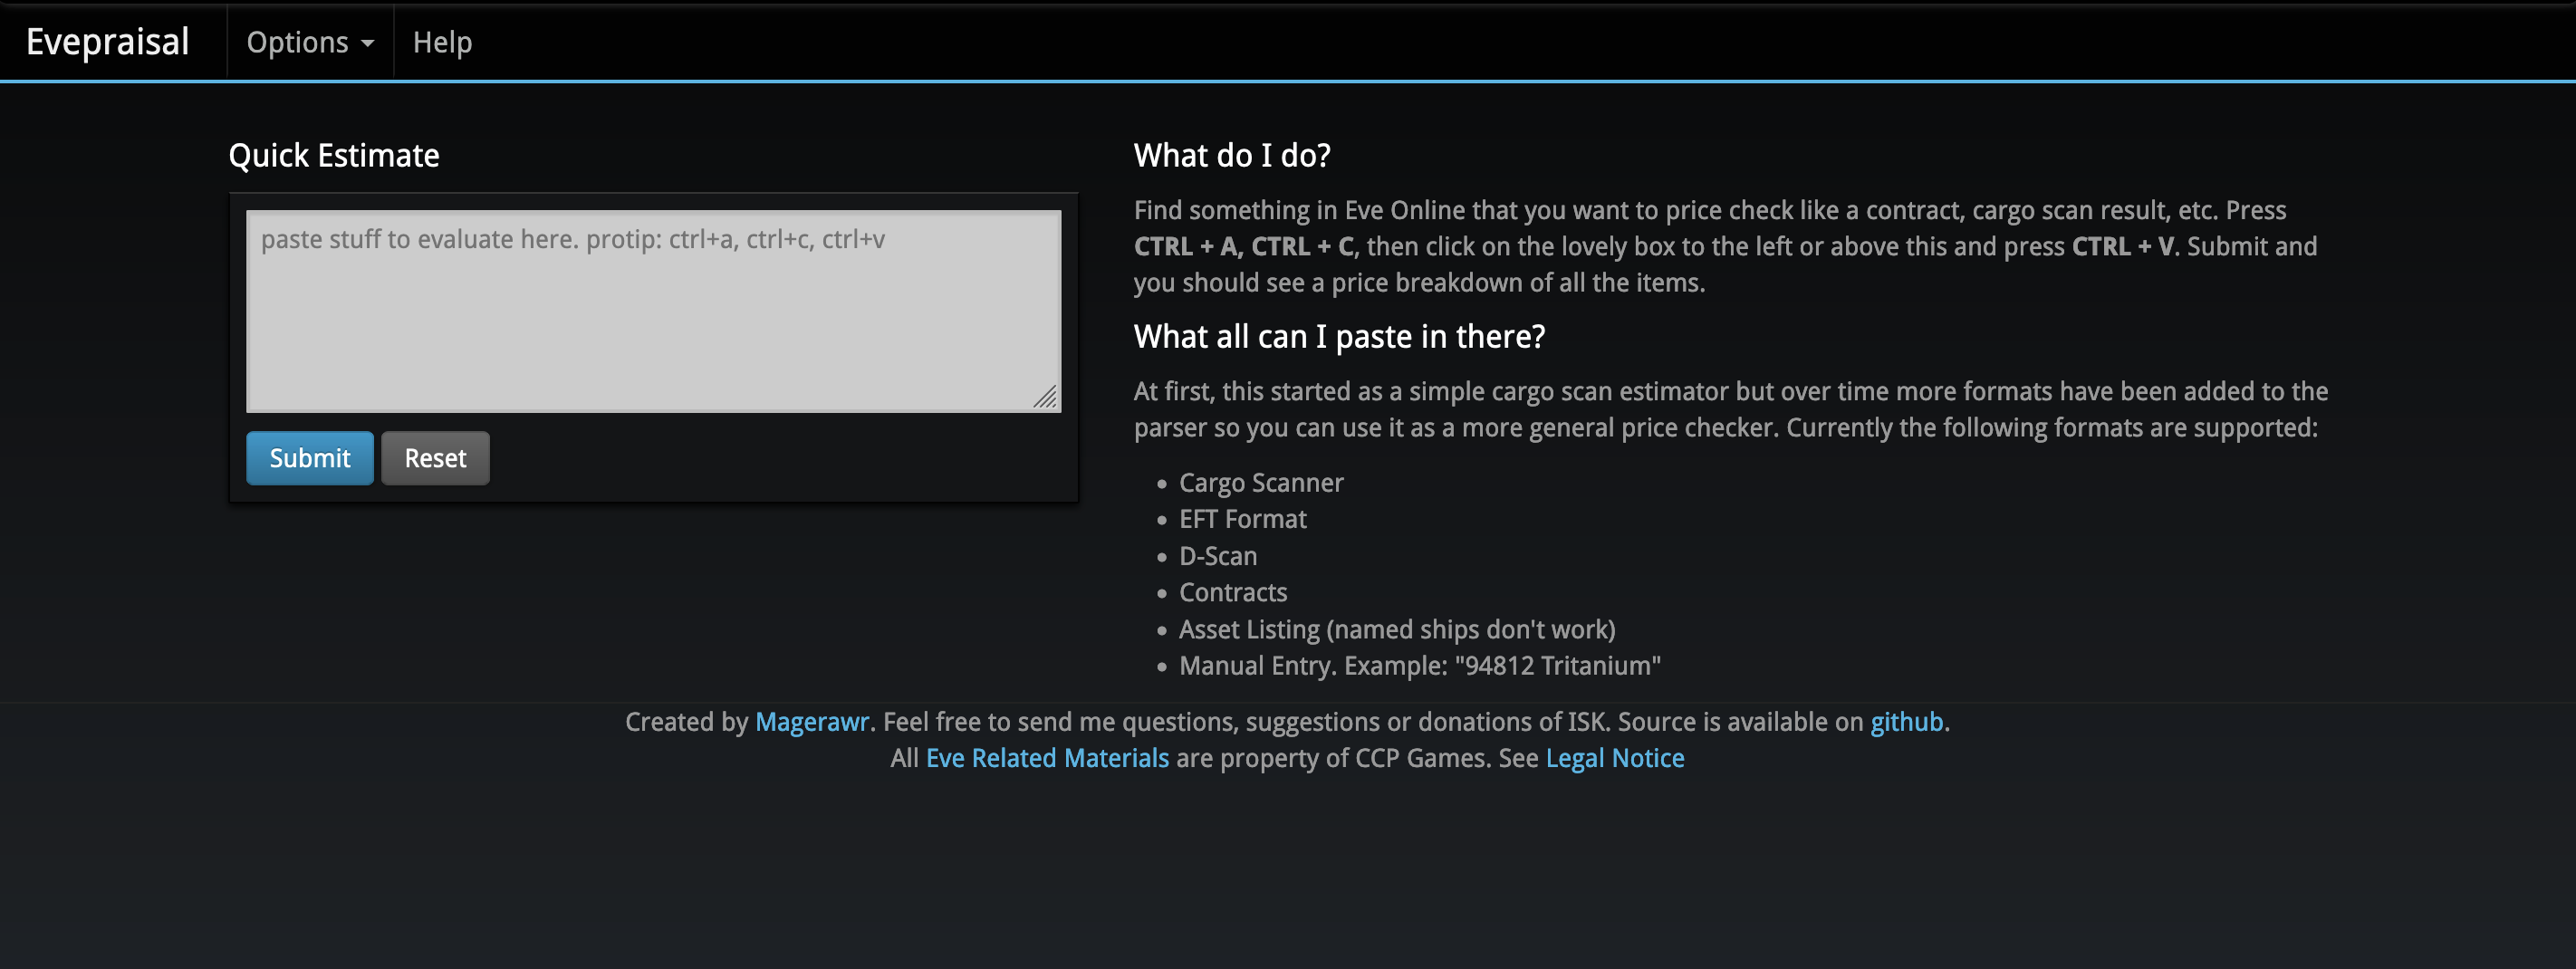 Evepraisal
Options
Help
Quick Estimate
paste stuff to evaluate here. protip: ctrl+a, ctrl+c, ctrl+v
Submit
Reset
What do I do?
Find something in Eve Online that you want to price check like a contract, cargo scan result, etc. Press
CTRL + A, CTRL + C, then click on the lovely box to the left or above this and press CTRL + V. Submit and
you should see a price breakdown of all the items.
What all can I paste in there?
At first, this started as a simple cargo scan estimator but over time more formats have been added to the
parser so you can use it as a more general price checker. Currently the following formats are supported:
• Cargo Scanner
• EFT Format
• D-Scan
• Contracts
• Asset Listing (named ships don't work)
• Manual Entry. Example: "94812 Tritanium"
Created by Magerawr. Feel free to send me questions, suggestions or donations of ISK. Source is available on github.
All Eve Related Materials are property of CCP Games. See Legal Notice